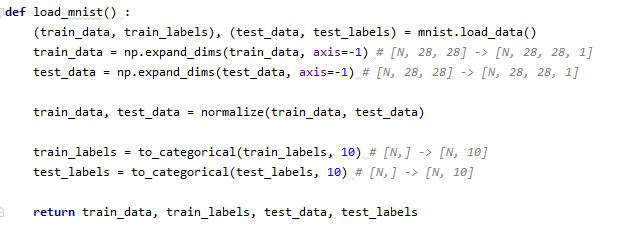 def load_mnist() :
(train_data, train_labels), (test_data, test_labels) = mnist.load_data()
train_data = np.expand_dims(train_data, axis=-1) # [N, 28, 28] -> [N, 28, 28, 1]
test_data = np.expand_dims(test_data, axis=-1) # [N, 28, 28] -> [N, 28, 28, 1]
train_data, test_data = normalize(train_data, test_data)
train_labels = to_categorical(train_labels, 10) # [N,] -> [N, 10]
test_labels = to_categorical(test_labels, 10) # [N,] -> [N, 10]
return train_data, train_labels, test_data, test_labels